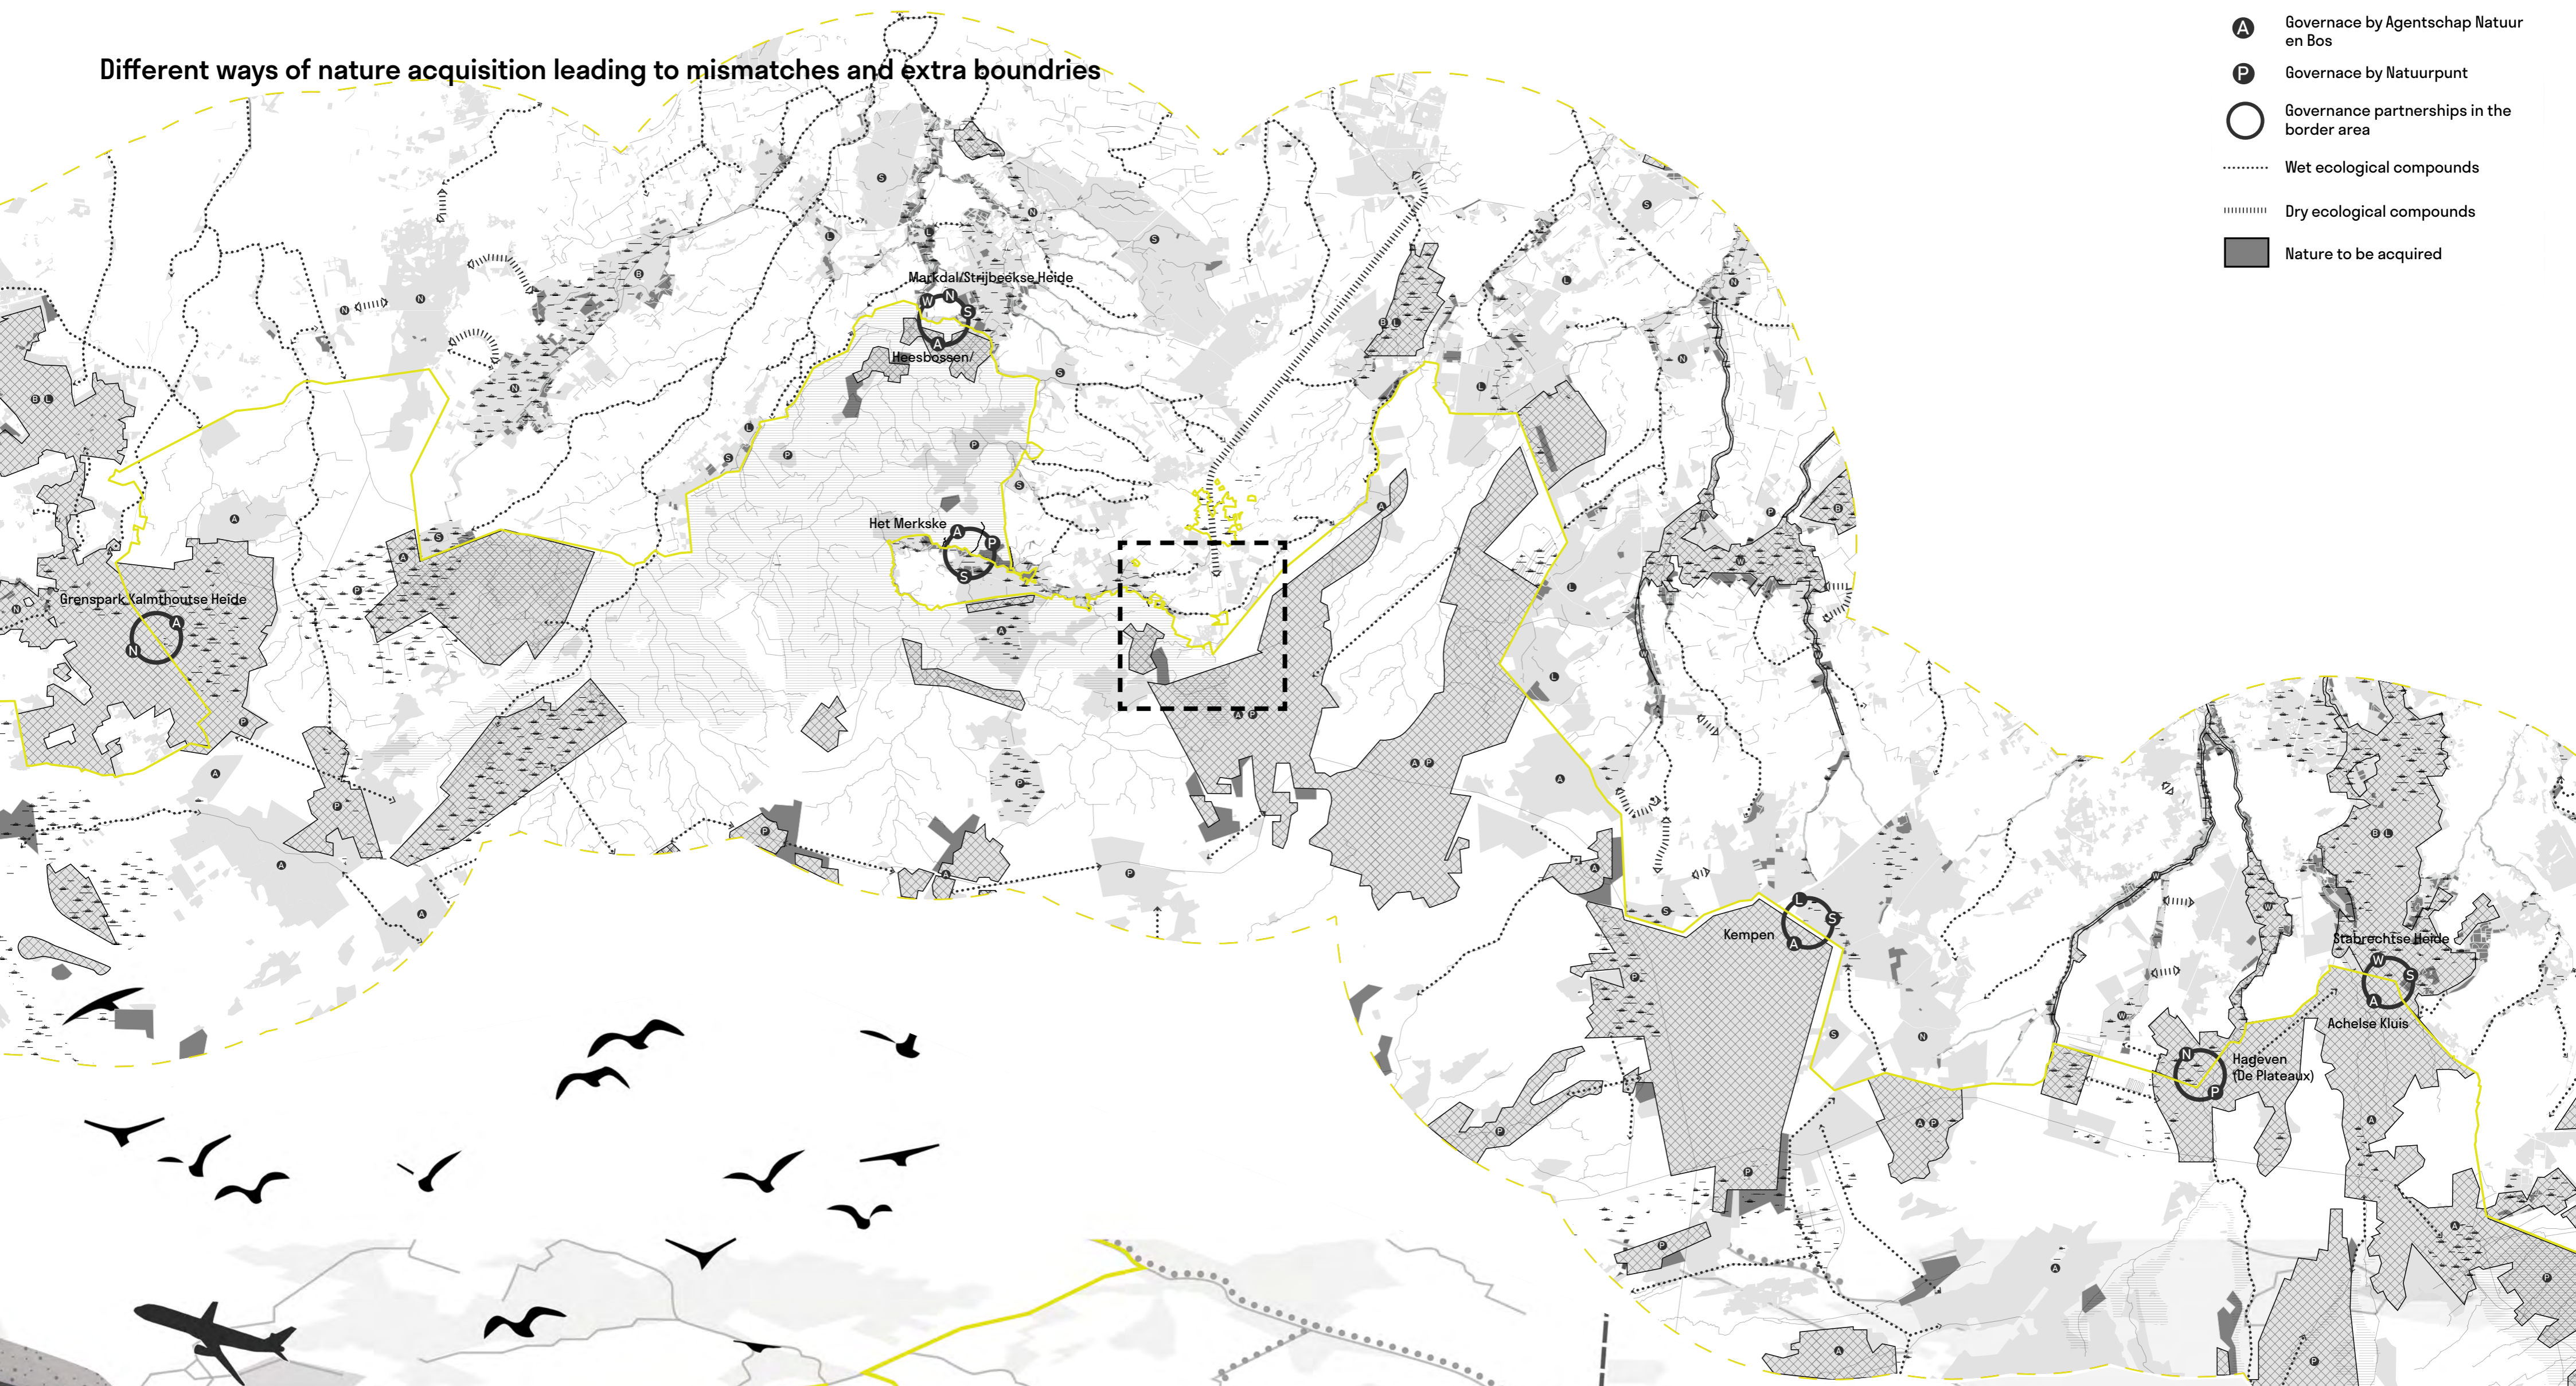 Different ways of nature acquisition leading to mismatches and extra boundries
A Governace by Agentschap Natuur
en Bos
P Governace by Natuurpunt
Governance partnerships in the
border area
Wet ecological compounds
Dry ecological compounds
Nature to be acquired
Markdal/Strijbeekse Heide
W N S A
Heesbossen/
Het Merkske
A P S
Grenspark Kalmthoutse Heide
A N
Kempen
L S A
Stabrechtse Heide
W S A
Achelse Kluis
Hageven
(De Plateaux)
N P